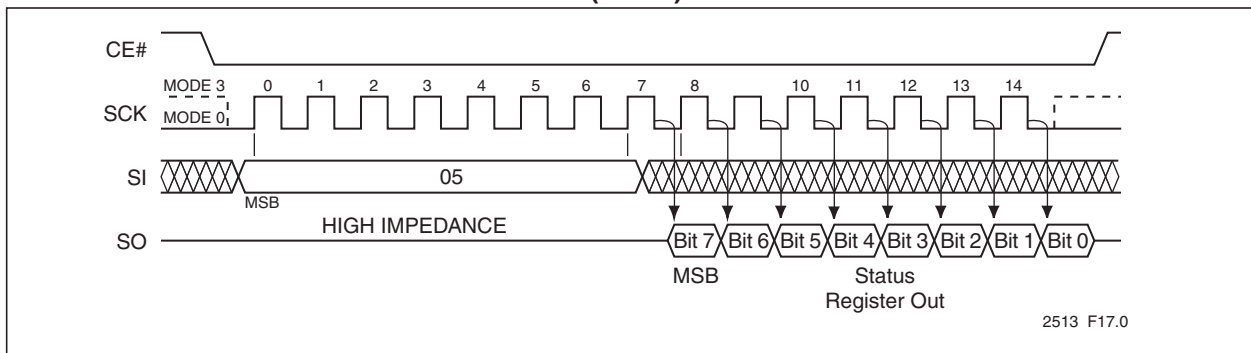 CE#
MODE 3 0 1 2 3 4 5 6 7 8 10 11 12 13 14
SCK
MODE 0
SI 05
MSB
HIGH IMPEDANCE
SO Bit 7 Bit 6 Bit 5 Bit 4 Bit 3 Bit 2 Bit 1 Bit 0
MSB Status
Register Out
2513 F17.0